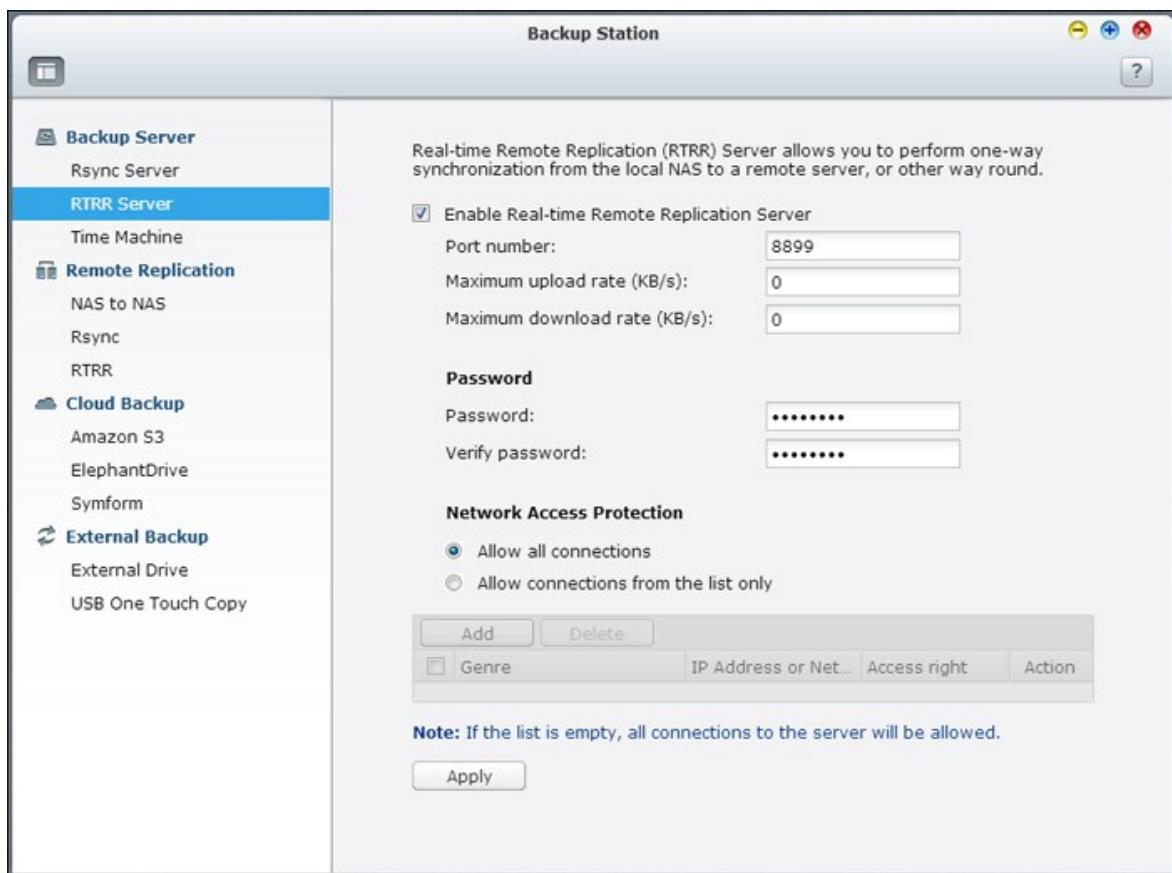 Backup Station
?
Backup Server
Rsync Server
RTRR Server
Time Machine
Remote Replication
NAS to NAS
Rsync
RTRR
Cloud Backup
Amazon S3
ElephantDrive
Symform
External Backup
External Drive
USB One Touch Copy
Real-time Remote Replication (RTRR) Server allows you to perform one-way
synchronization from the local NAS to a remote server, or other way round.
Enable Real-time Remote Replication Server
Port number: 8899
Maximum upload rate (KB/s): 0
Maximum download rate (KB/s): 0
Password
Password: ••••••••
Verify password: ••••••••
Network Access Protection
Allow all connections
Allow connections from the list only
Add Delete
Genre IP Address or Net... Access right Action
Note: If the list is empty, all connections to the server will be allowed.
Apply